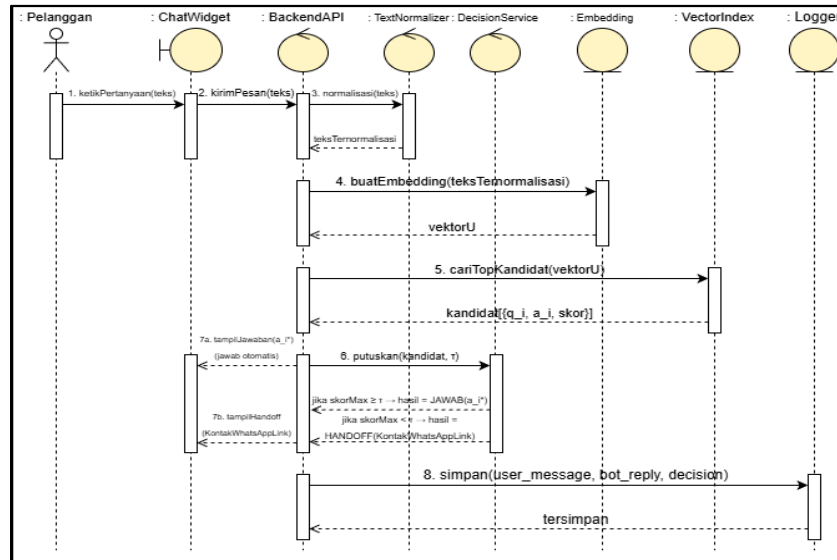 : Pelanggan
: ChatWidget
: BackendAPI
: TextNormalizer
: DecisionService
: Embedding
: VectorIndex
: Logger
1. ketikPertanyaan(teks)
2. kirimPesan(teks)
3. normalisasi(teks)
teksTernormalisasi
4. buatEmbedding(teksTernormalisasi)
vektorU
5. cariTopKandidat(vektorU)
kandidat[{q_i, a_i, skor}]
7a. tampilJawaban(a_i*)
(jawab otomatis)
6. putuskan(kandidat, τ)
jika skorMax ≥ τ → hasil = JAWAB(a_i*)
7b. tampilHandoff
(KontakWhatsAppLink)
jika skorMax < τ → hasil =
HANDOFF(KontakWhatsAppLink)
8. simpan(user_message, bot_reply, decision)
tersimpan